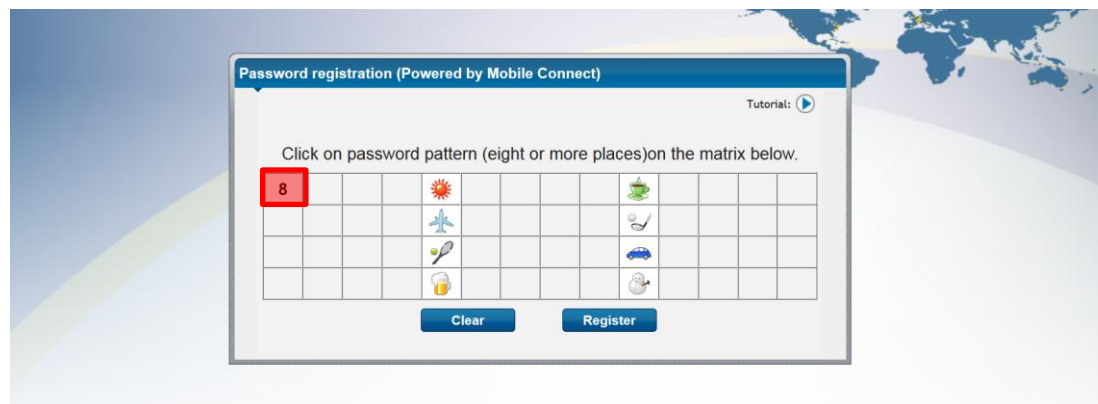 Password registration (Powered by Mobile Connect)
Tutorial:
Click on password pattern (eight or more places)on the matrix below.
8
Clear Register